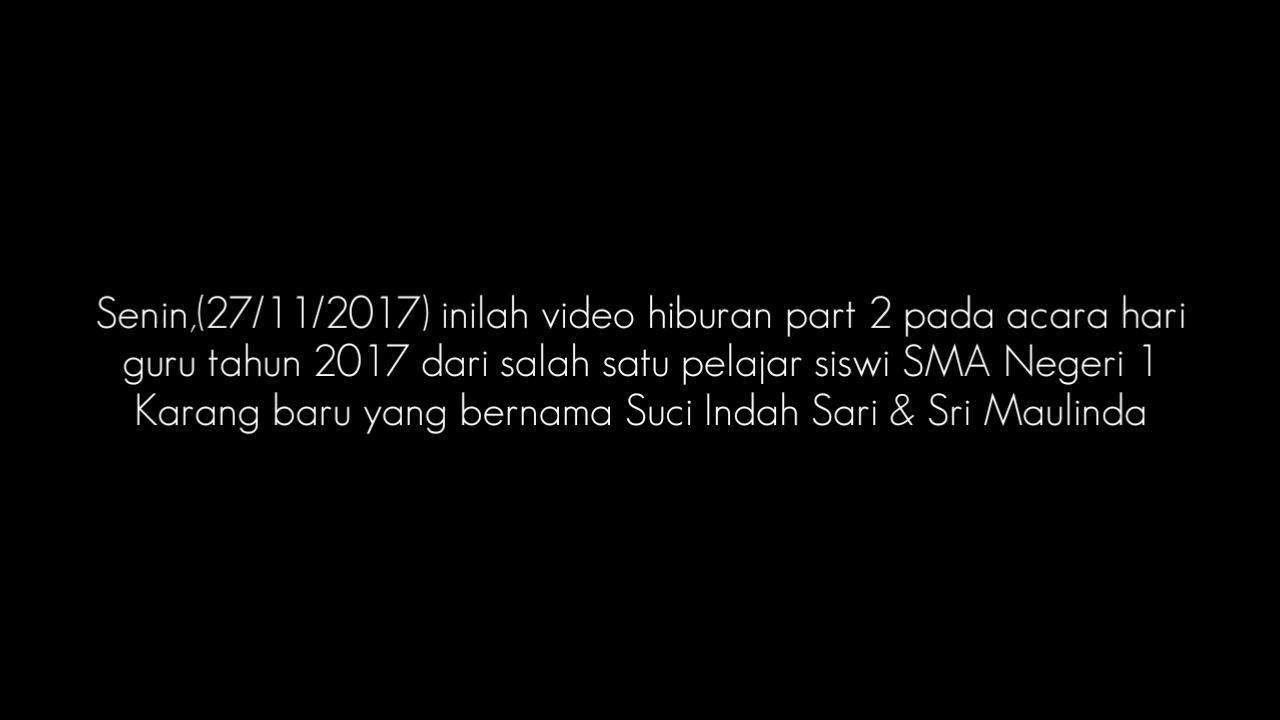 Senin,(27/11/2017) inilah video hiburan part 2 pada acara hari
guru tahun 2017 dari salah satu pelajar siswi SMA Negeri 1
Karang baru yang bernama Suci Indah Sari & Sri Maulinda